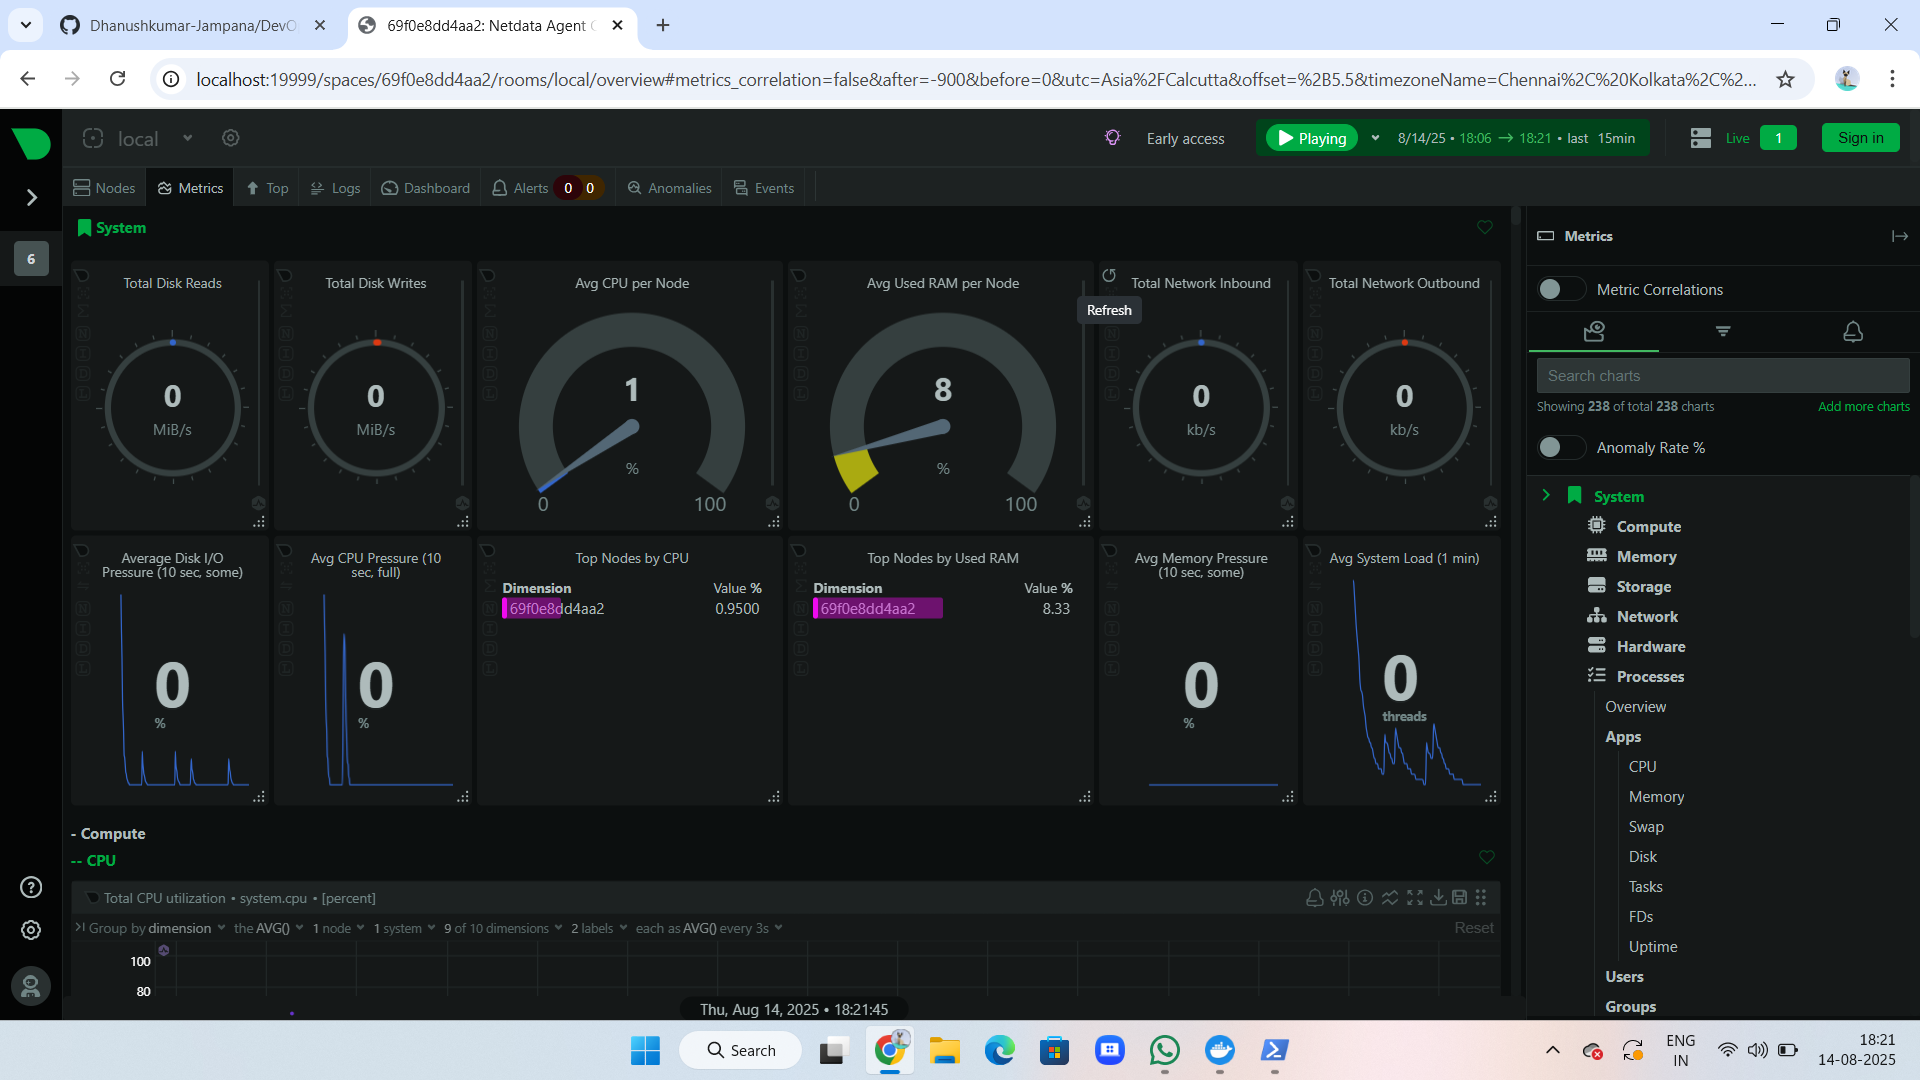 Dhanushkumar-Jampana/DevO
69f0e8dd4aa2: Netdata Agent C
localhost:19999/spaces/69f0e8dd4aa2/rooms/local/overview#metrics_correlation=false&after=-900&before=0&utc=Asia%2FCalcutta&offset=%2B5.5&timezoneName=Chennai%2C%20Kolkata%2C%2...
local
Early access
Playing
8/14/25 • 18:06 → 18:21 • last 15min
Live 1
Sign in
Nodes
Metrics
Top
Logs
Dashboard
Alerts 0 0
Anomalies
Events
6
System
Total Disk Reads
0
MiB/s
Total Disk Writes
0
MiB/s
Avg CPU per Node
1
%
0 100
Avg Used RAM per Node
8
%
0 100
Refresh
Total Network Inbound
0
kb/s
Total Network Outbound
0
kb/s
Average Disk I/O
Pressure (10 sec, some)
0
%
Avg CPU Pressure (10
sec, full)
0
%
Top Nodes by CPU
Dimension Value %
69f0e8dd4aa2 0.9500
Top Nodes by Used RAM
Dimension Value %
69f0e8dd4aa2 8.33
Avg Memory Pressure
(10 sec, some)
0
%
Avg System Load (1 min)
0
threads
- Compute
-- CPU
Total CPU utilization • system.cpu • [percent]
Group by dimension the AVG() 1 node 1 system 9 of 10 dimensions 2 labels each as AVG() every 3s Reset
100
80
Thu, Aug 14, 2025 • 18:21:45
Metrics
Metric Correlations
Search charts
Showing 238 of total 238 charts Add more charts
Anomaly Rate %
System
Compute
Memory
Storage
Network
Hardware
Processes
Overview
Apps
CPU
Memory
Swap
Disk
Tasks
FDs
Uptime
Users
Groups
Search
ENG
IN
18:21
14-08-2025